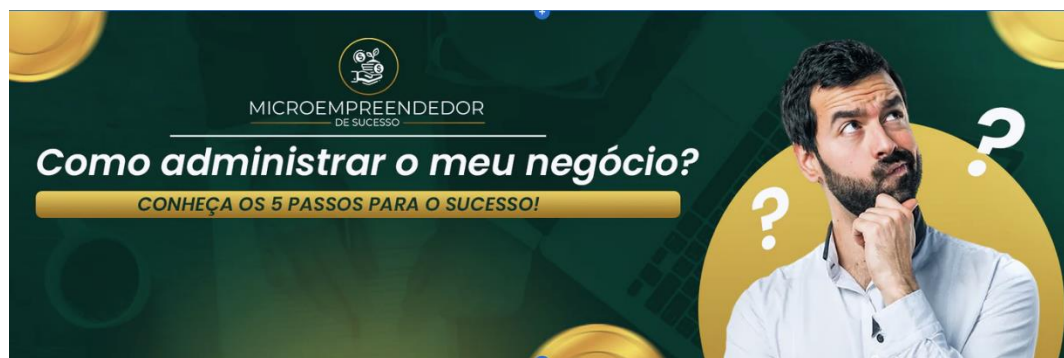 MICROEMPREENDEDOR
DE SUCESSO
Como administrar o meu negócio?
CONHEÇA OS 5 PASSOS PARA O SUCESSO!
?
?